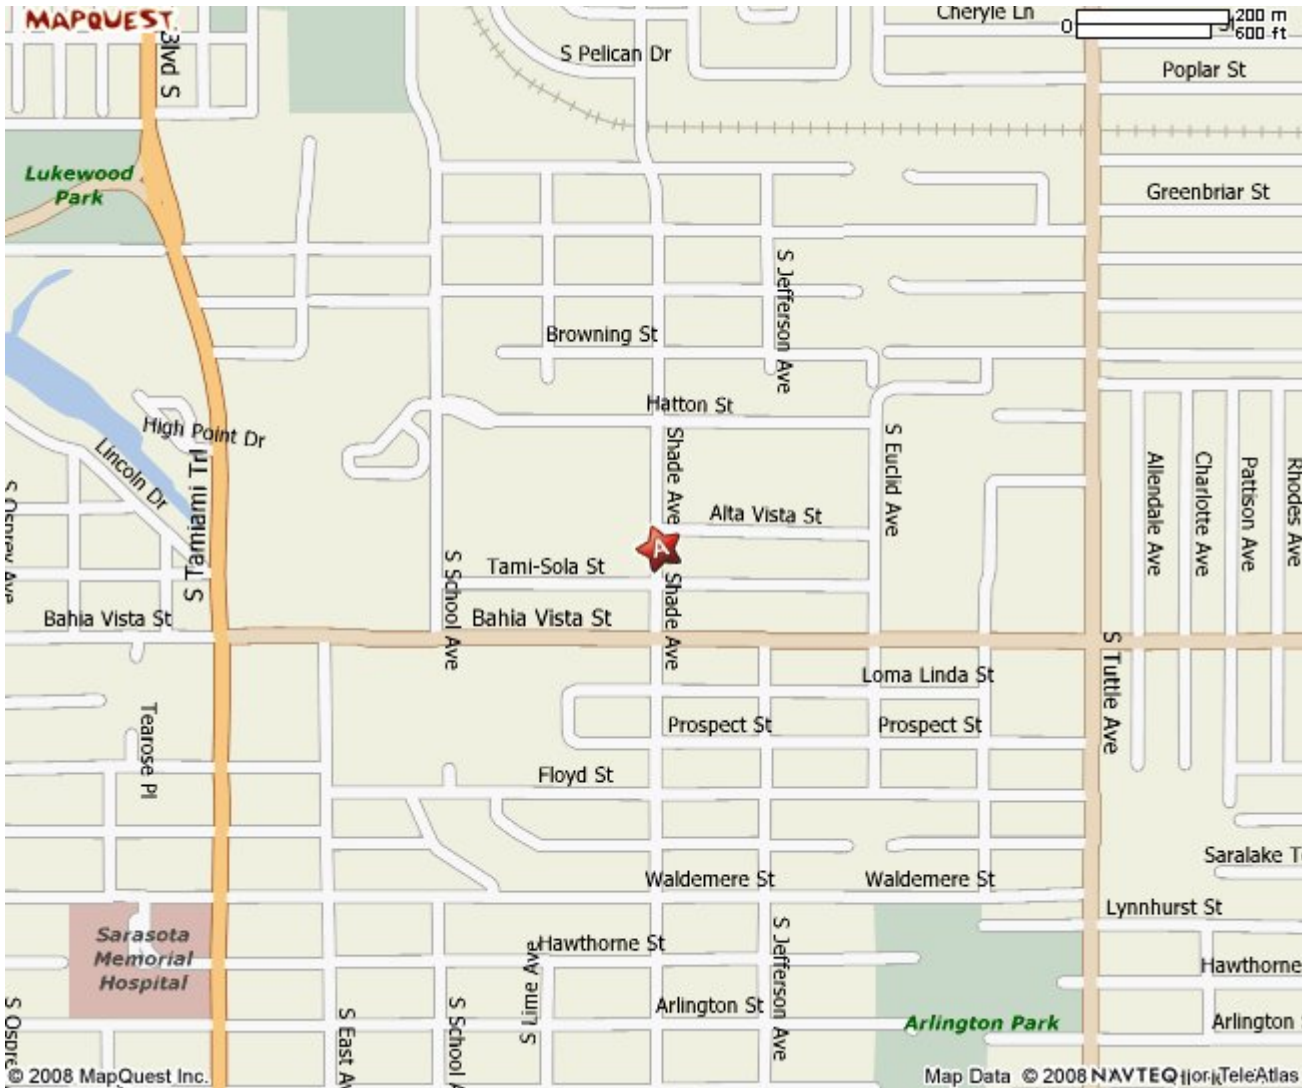 MAPQUEST.
Blvd S
S Pelican Dr
Cheryle Ln
0
200 m
600 ft
Poplar St
Lukewood
Park
Greenbriar St
S Jefferson Ave
Browning St
Hatton St
High Point Dr
Lincoln Dr
S Tamiami Trl
S Osprey Ave
Shade Ave
S Euclid Ave
Allendale Ave
Charlotte Ave
Pattison Ave
Rhodes Ave
Alta Vista St
A
Tami-Sola St
S School Ave
Shade Ave
Bahia Vista St
Bahia Vista St
S Tuttle Ave
Loma Linda St
Prospect St
Prospect St
Tearose Pl
Floyd St
Saralake T
Waldemere St
Waldemere St
Lynnhurst St
Sarasota
Memorial
Hospital
Hawthorne St
S Jefferson Ave
Hawthorne
S Lime Ave
Arlington St
Arlington Park
Arlington
S Ospre
S East Av
S School A
© 2008 MapQuest Inc.
Map Data © 2008 NAVTEQ or TeleAtlas